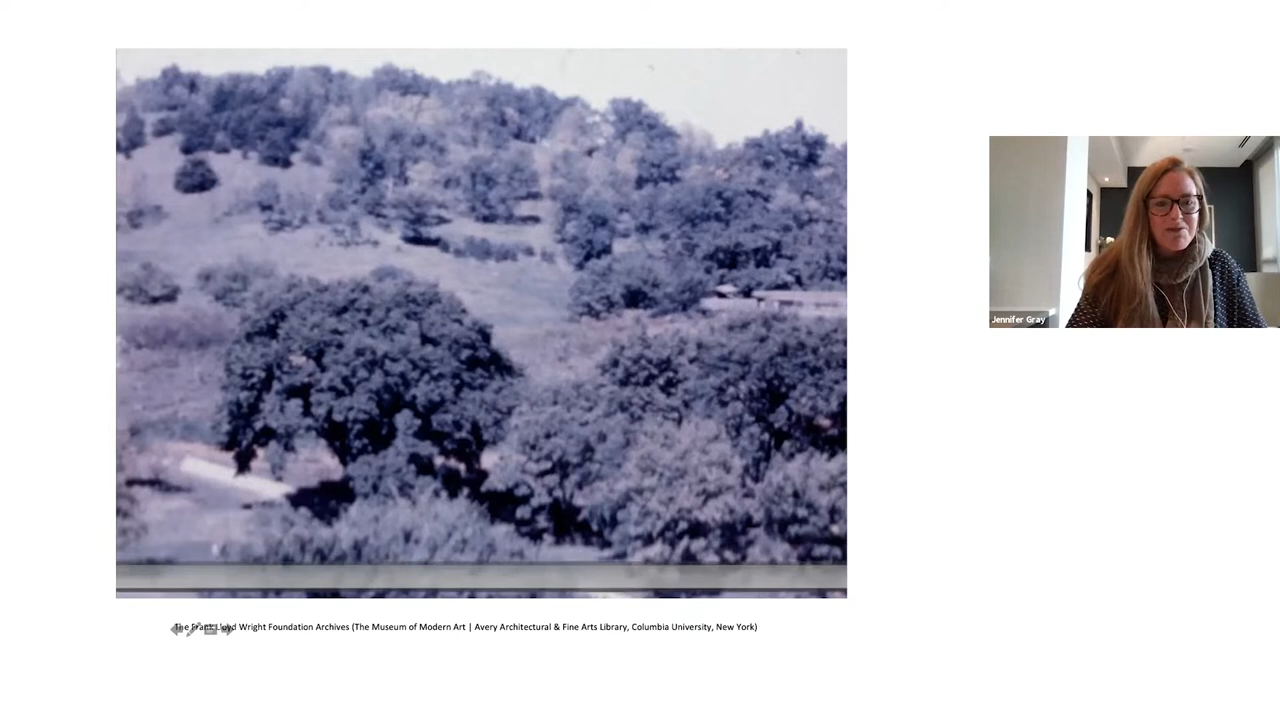 Jennifer Gray
The Frank Lloyd Wright Foundation Archives (The Museum of Modern Art | Avery Architectural & Fine Arts Library, Columbia University, New York)